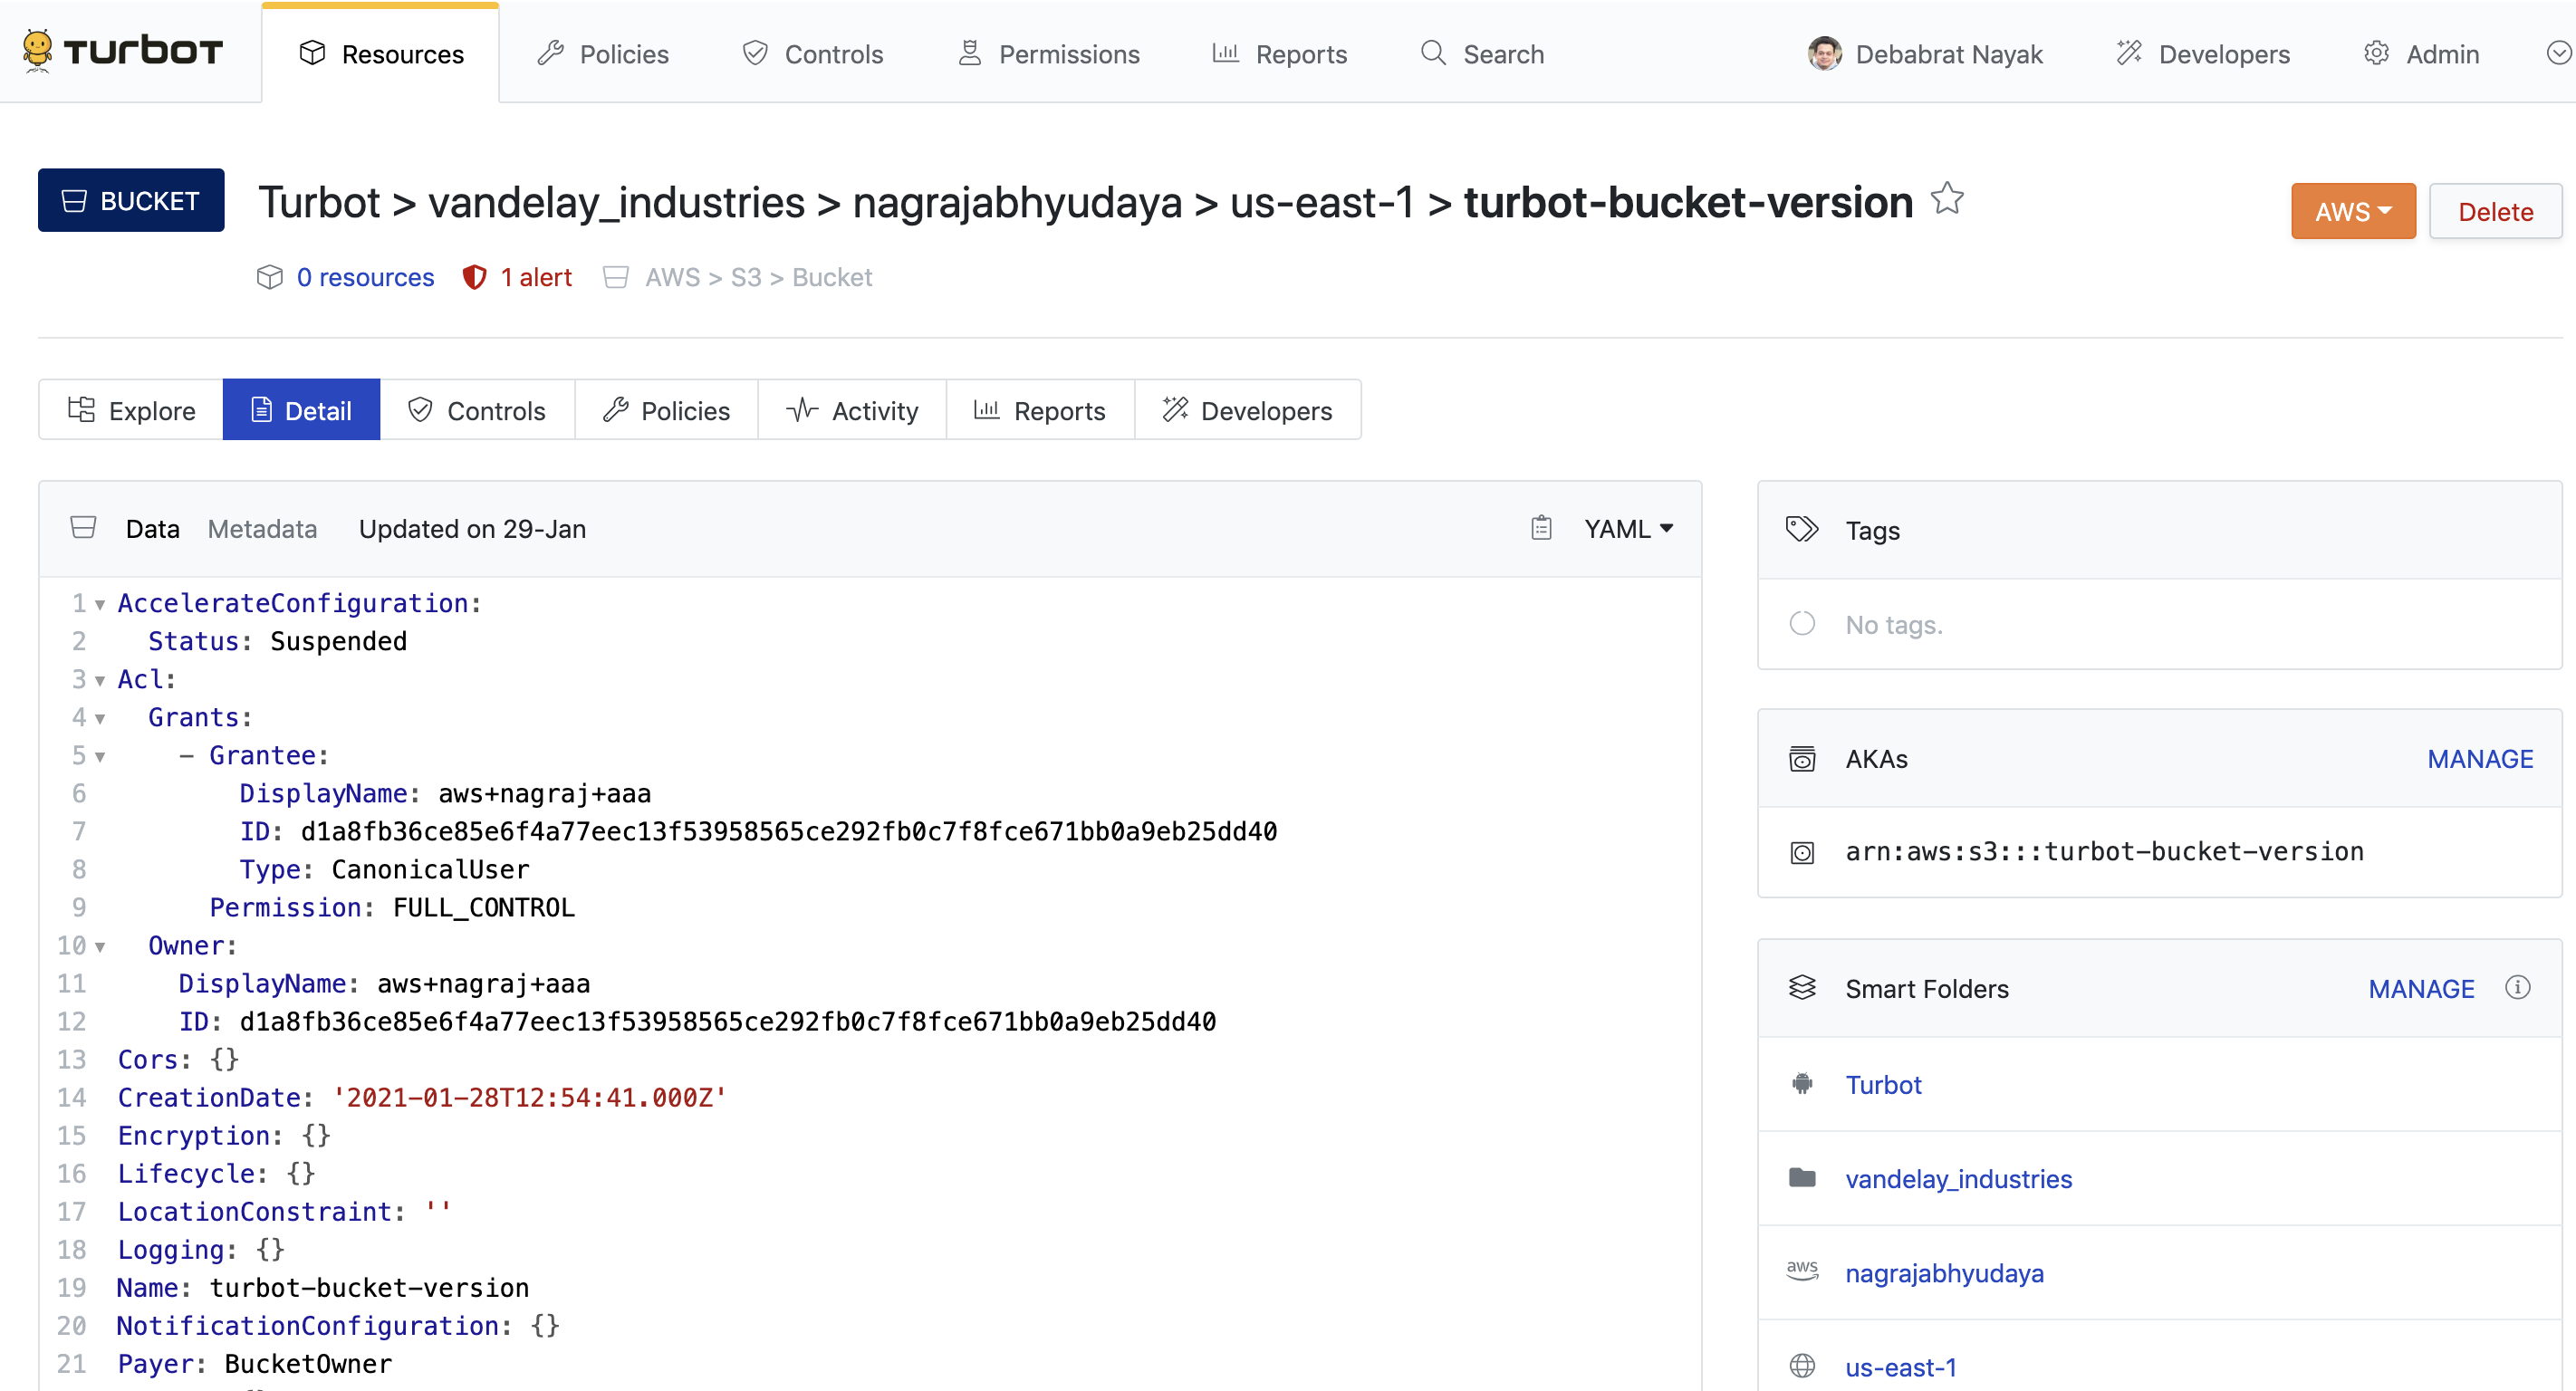 TURBOT
Resources
Policies
Controls
Permissions
Reports
Search
Debabrat Nayak
Developers
Admin
BUCKET
Turbot > vandelay_industries > nagrajabhyudaya > us-east-1 > turbot-bucket-version
AWS
Delete
0 resources
1 alert
AWS > S3 > Bucket
Explore
Detail
Controls
Policies
Activity
Reports
Developers
Data
Metadata
Updated on 29-Jan
YAML
1 AccelerateConfiguration:
2 Status: Suspended
3 Acl:
4 Grants:
5 - Grantee:
6 DisplayName: aws+nagraj+aaa
7 ID: d1a8fb36ce85e6f4a77eec13f53958565ce292fb0c7f8fce671bb0a9eb25dd40
8 Type: CanonicalUser
9 Permission: FULL_CONTROL
10 Owner:
11 DisplayName: aws+nagraj+aaa
12 ID: d1a8fb36ce85e6f4a77eec13f53958565ce292fb0c7f8fce671bb0a9eb25dd40
13 Cors: {}
14 CreationDate: '2021-01-28T12:54:41.000Z'
15 Encryption: {}
16 Lifecycle: {}
17 LocationConstraint: ''
18 Logging: {}
19 Name: turbot-bucket-version
20 NotificationConfiguration: {}
21 Payer: BucketOwner
Tags
No tags.
AKAs
MANAGE
arn:aws:s3:::turbot-bucket-version
Smart Folders
MANAGE
Turbot
vandelay_industries
aws
nagrajabhyudaya
us-east-1